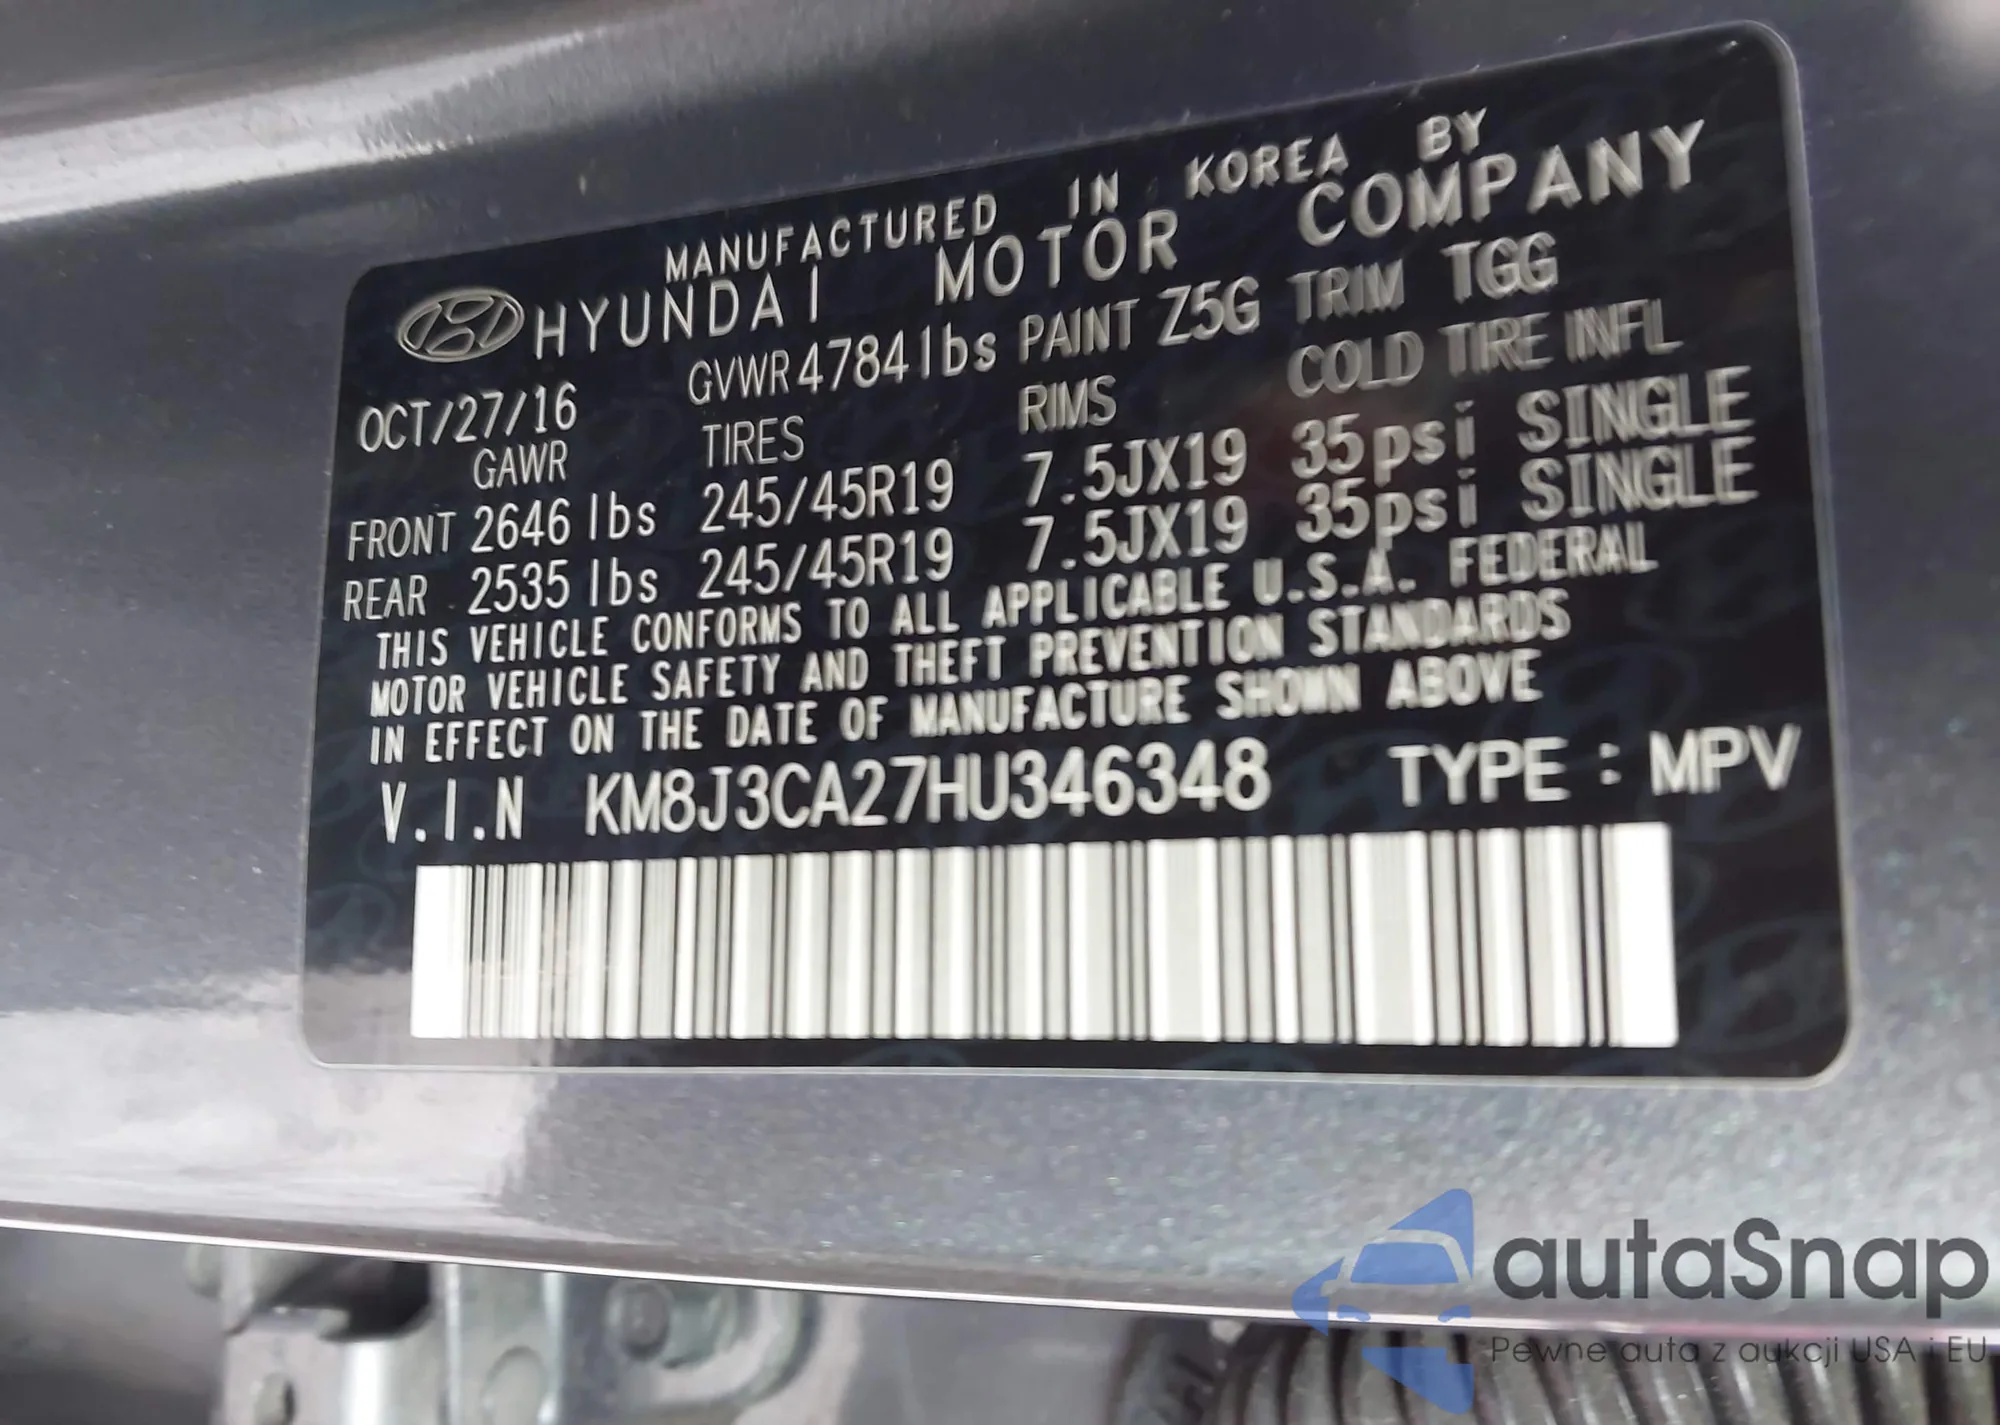 MANUFACTURED IN KOREA BY
HYUNDAI MOTOR COMPANY
OCT/27/16 GVWR 4784 lbs PAINT Z5G TRIM TGG
GAWR TIRES RIMS COLD TIRE INFL
FRONT 2646 lbs 245/45R19 7.5JX19 35psi SINGLE
REAR 2535 lbs 245/45R19 7.5JX19 35psi SINGLE
THIS VEHICLE CONFORMS TO ALL APPLICABLE U.S.A. FEDERAL
MOTOR VEHICLE SAFETY AND THEFT PREVENTION STANDARDS
IN EFFECT ON THE DATE OF MANUFACTURE SHOWN ABOVE
V.I.N KM8J3CA27HU346348 TYPE : MPV
autaSnap
Pewne auta z aukcji USA i EU